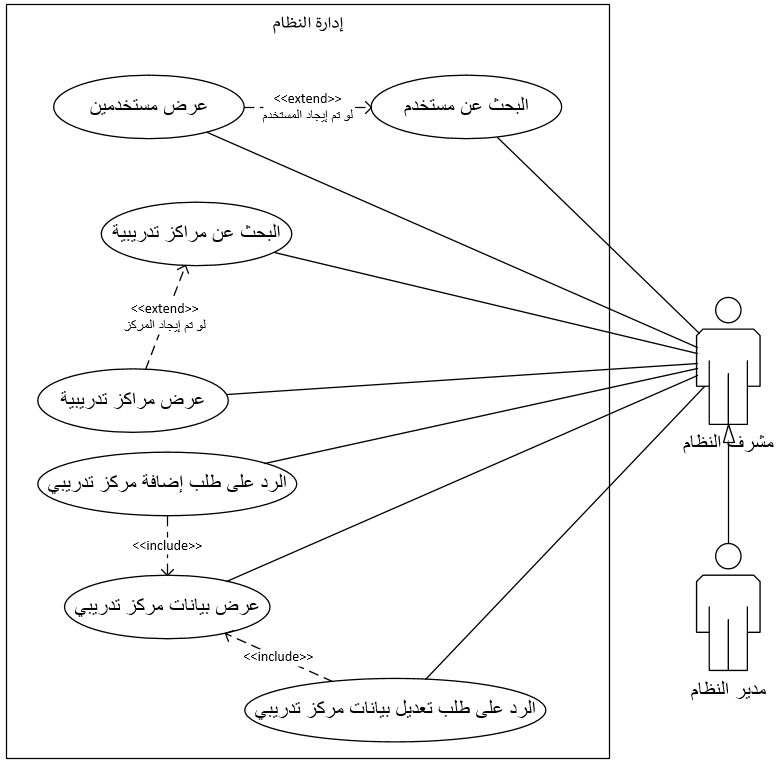 إدارة النظام
البحث عن مستخدم
<<extend>>
لو تم إيجاد المستخدم
عرض مستخدمين
البحث عن مراكز تدريبية
<<extend>>
لو تم إيجاد المركز
عرض مراكز تدريبية
مشرف النظام
الرد على طلب إضافة مركز تدريبي
<<include>>
عرض بيانات مركز تدريبي
<<include>>
مدير النظام
الرد على طلب تعديل بيانات مركز تدريبي